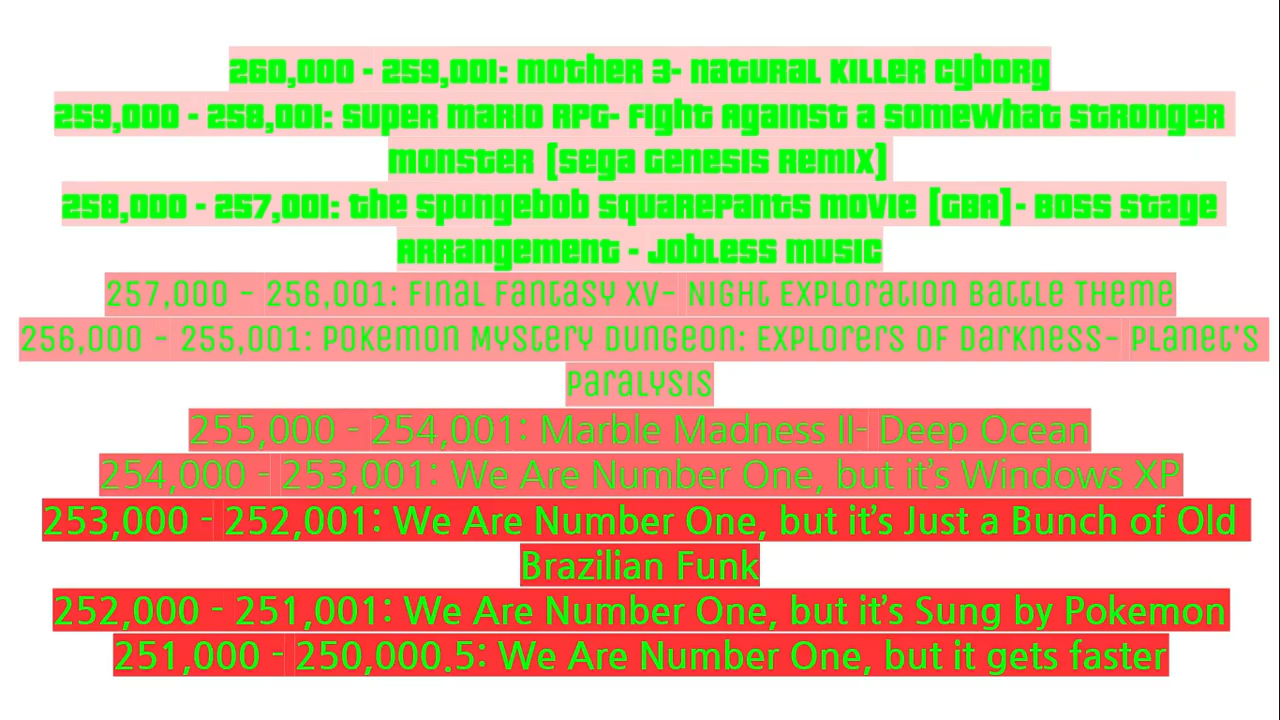 260,000 - 259,001: Mother 3- Natural Killer Cyborg
259,000 - 258,001: Super Mario RPG- Fight Against a Somewhat Stronger
Monster [Sega Genesis Remix]
258,000 - 257,001: The Spongebob Squarepants Movie [GBA]- Boss Stage
Arrangement - Jobless Music
257,000 - 256,001: Final Fantasy XV- Night Exploration Battle Theme
256,000 - 255,001: Pokemon Mystery Dungeon: Explorers of Darkness- Planet’s
Paralysis
255,000 - 254,001: Marble Madness II- Deep Ocean
254,000 - 253,001: We Are Number One, but it’s Windows XP
253,000 - 252,001: We Are Number One, but it’s Just a Bunch of Old
Brazilian Funk
252,000 - 251,001: We Are Number One, but it’s Sung by Pokemon
251,000 - 250,000.5: We Are Number One, but it gets faster